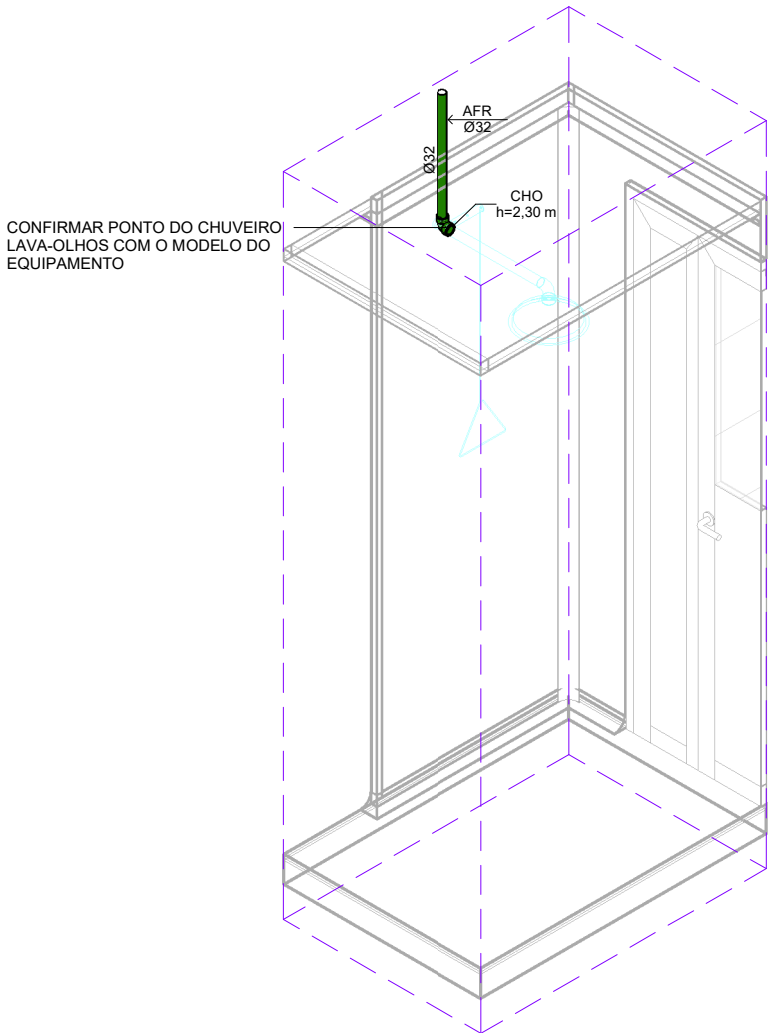 AFR
Ø32
Ø32
CHO
h=2,30 m
CONFIRMAR PONTO DO CHUVEIRO
LAVA-OLHOS COM O MODELO DO
EQUIPAMENTO